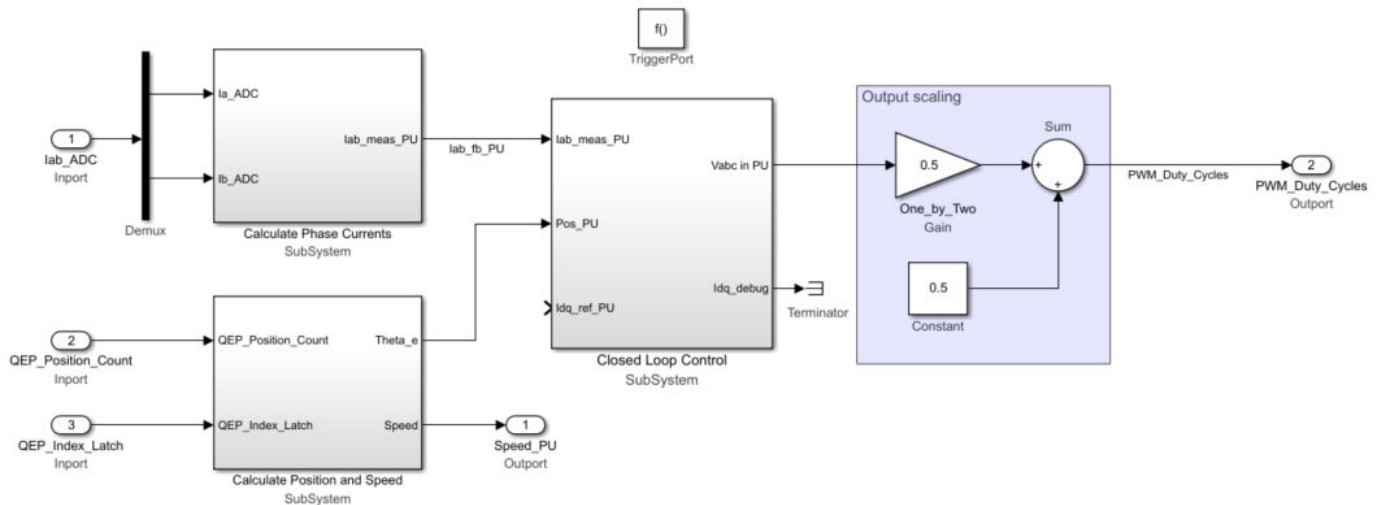 f()
TriggerPort
1
Iab_ADC
Inport
Demux
Ia_ADC
Ib_ADC
Iab_meas_PU
Calculate Phase Currents
SubSystem
Iab_fb_PU
2
QEP_Position_Count
Inport
3
QEP_Index_Latch
Inport
QEP_Position_Count
QEP_Index_Latch
Theta_e
Speed
Calculate Position and Speed
SubSystem
1
Speed_PU
Outport
Iab_meas_PU
Pos_PU
Idq_ref_PU
Vabc in PU
Idq_debug
Closed Loop Control
SubSystem
Terminator
Output scaling
0.5
One_by_Two
Gain
Sum
+
+
0.5
Constant
PWM_Duty_Cycles
2
PWM_Duty_Cycles
Outport